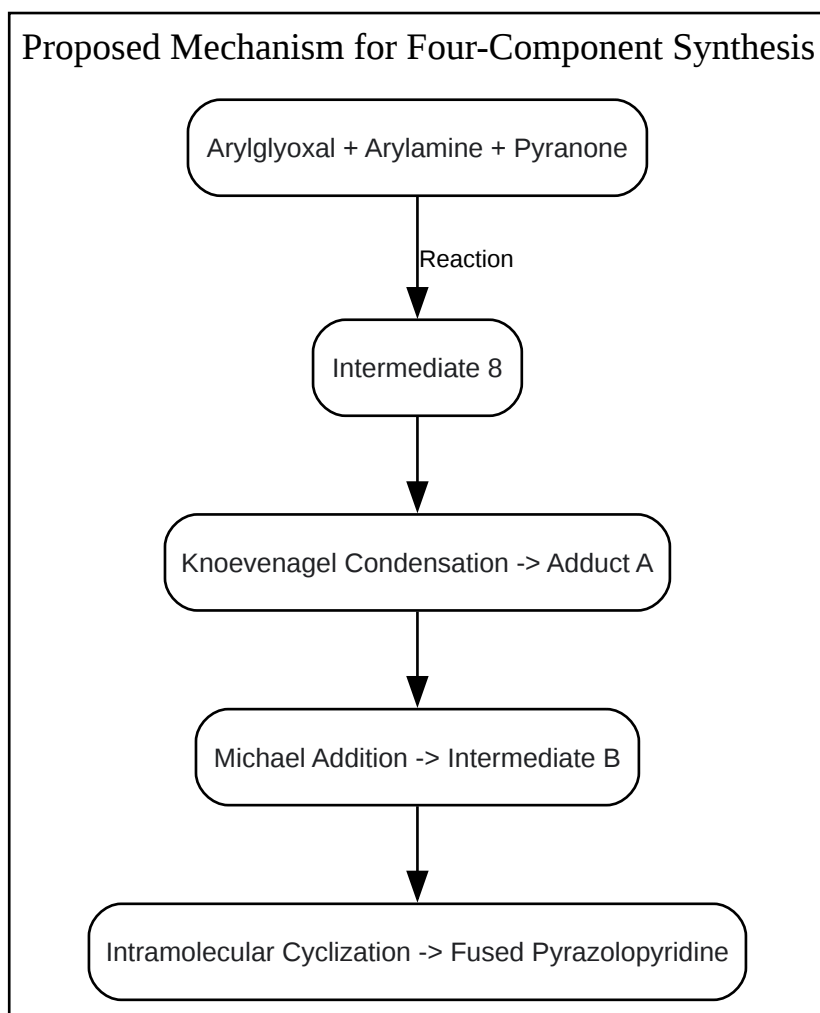 Proposed Mechanism for Four-Component Synthesis
Arylglyoxal + Arylamine + Pyranone
Reaction
Intermediate 8
Knoevenagel Condensation -> Adduct A
Michael Addition -> Intermediate B
Intramolecular Cyclization -> Fused Pyrazolopyridine